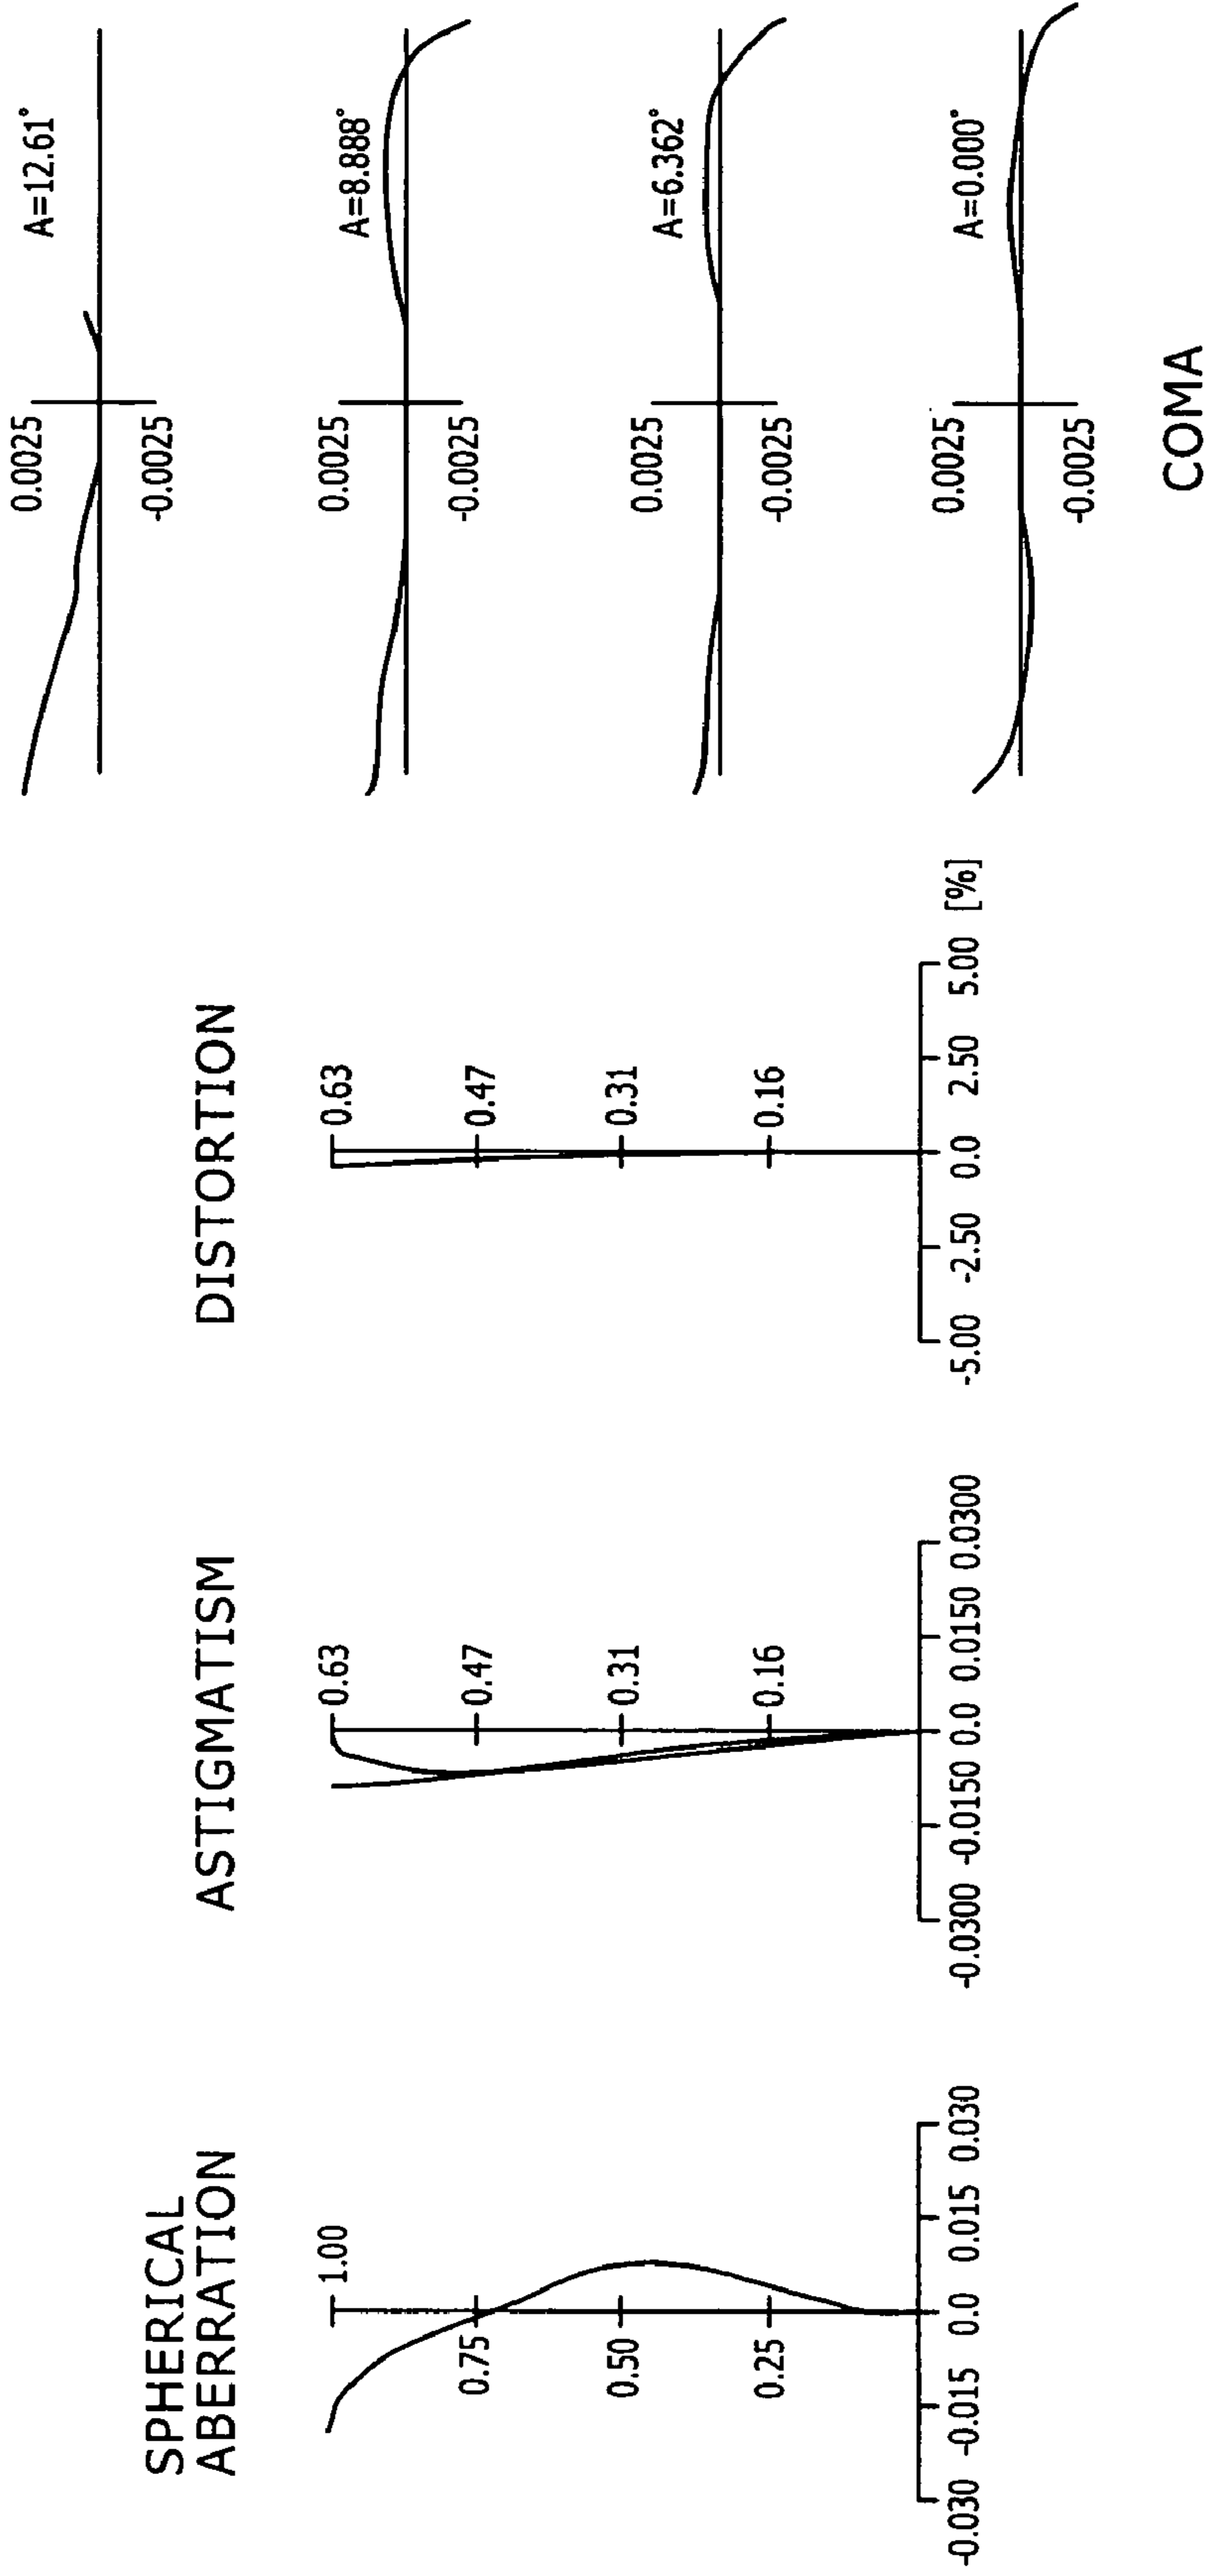 SPHERICAL
ABERRATION
1.00
0.75
0.50
0.25
-0.030 -0.015 0.0 0.015 0.030
ASTIGMATISM
0.63
0.47
0.31
0.16
-0.0300 -0.0150 0.0 0.0150 0.0300
DISTORTION
0.63
0.47
0.31
0.16
-5.00 -2.50 0.0 2.50 5.00 [%]
0.0025
A=12.61°
-0.0025
0.0025
A=8.888°
-0.0025
0.0025
A=6.362°
-0.0025
0.0025
A=0.000°
-0.0025
COMA